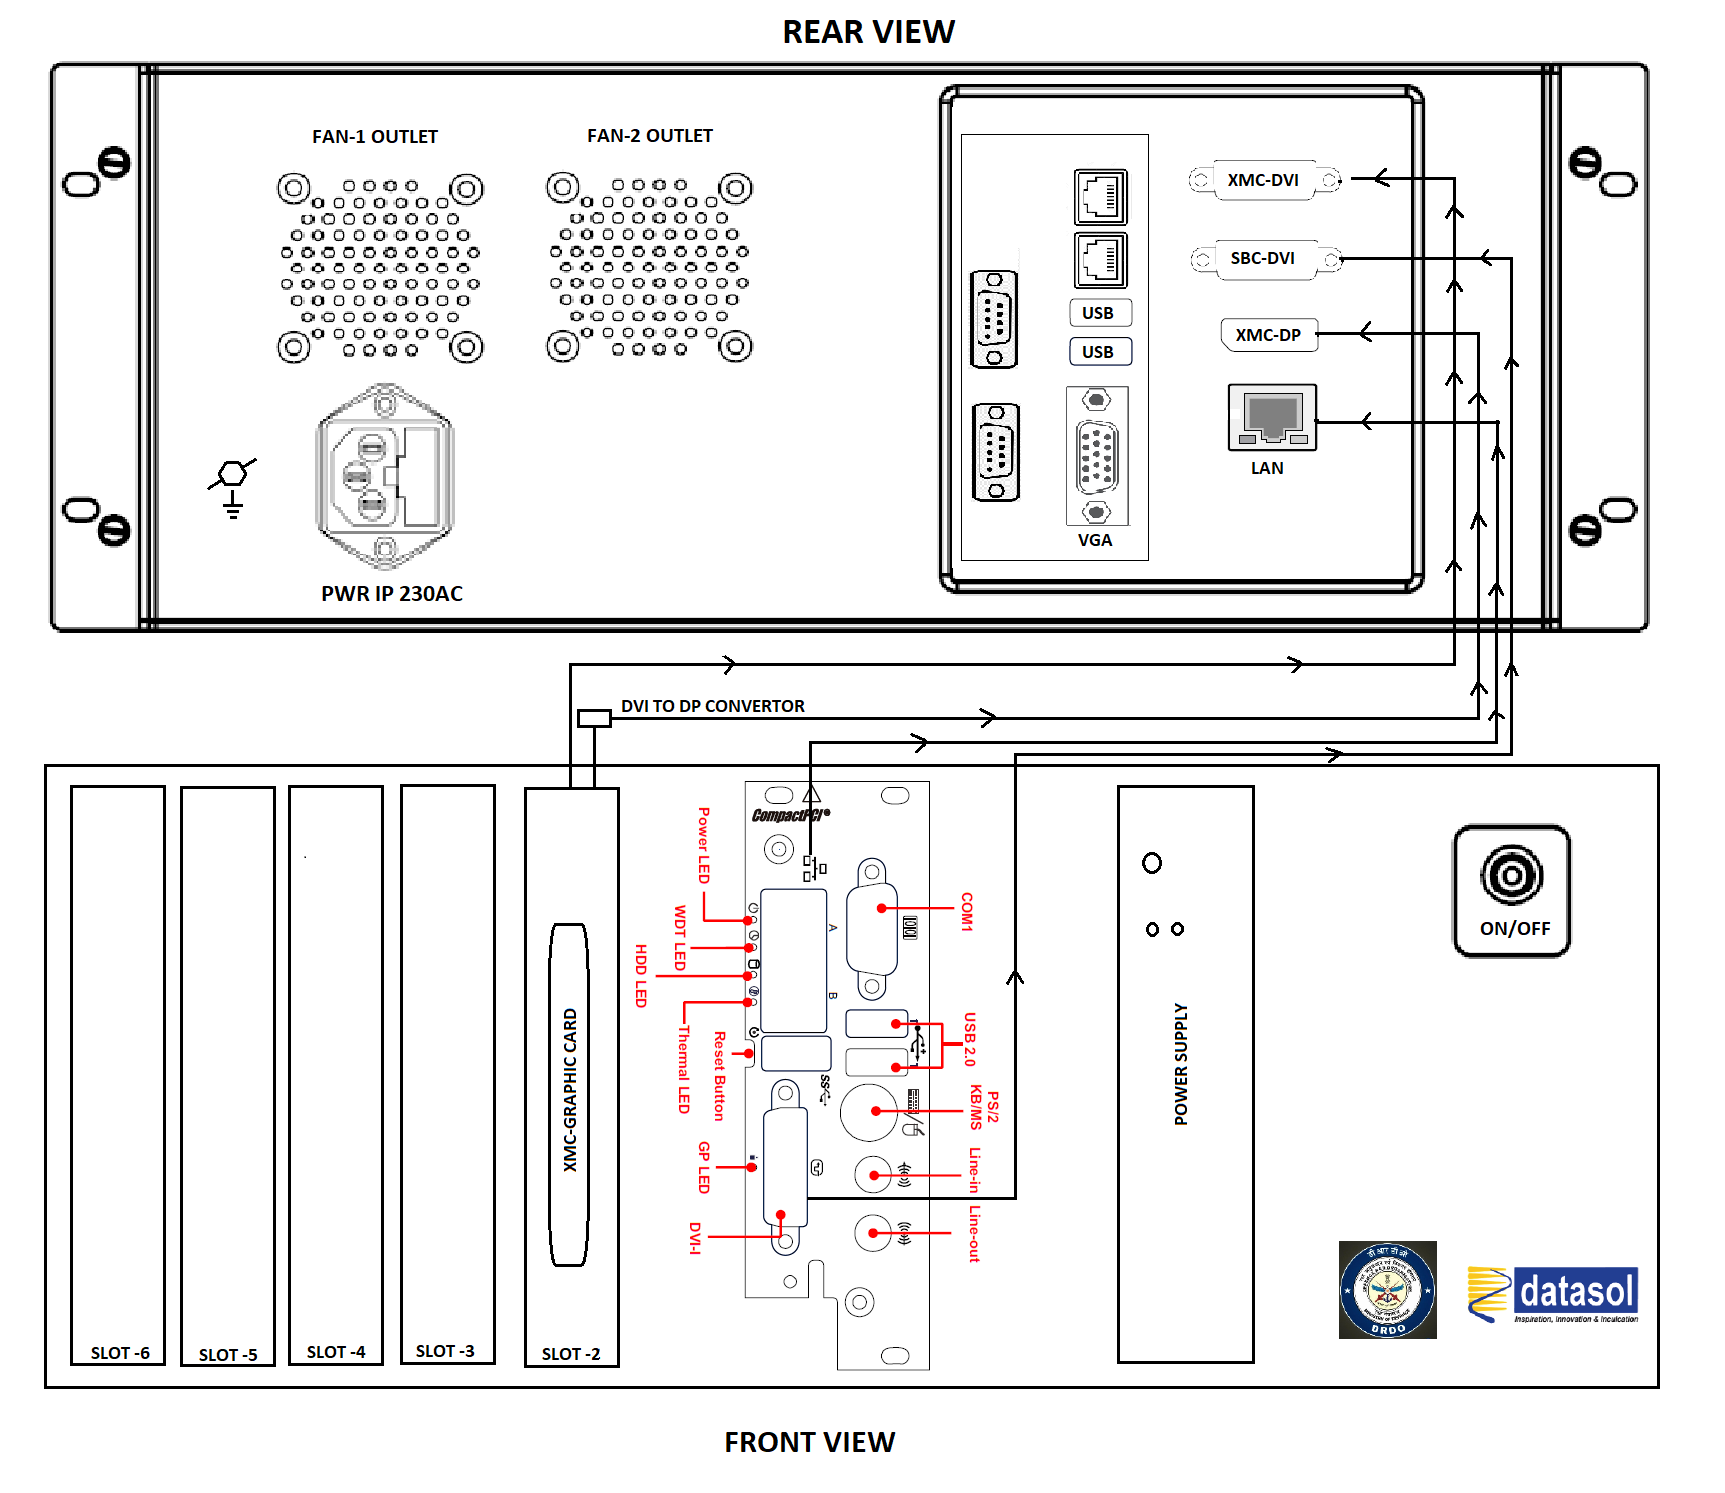 REAR VIEW
FAN-1 OUTLET
FAN-2 OUTLET
XMC-DVI
SBC-DVI
USB
XMC-DP
USB
LAN
VGA
PWR IP 230AC
DVI TO DP CONVERTOR
CompactPCI®
Power LED
WDT LED
HDD LED
Thermal LED
Reset Button
GP LED
DVI-I
A
B
COM1
USB 2.0
PS/2
KB/MS
Line-in
Line-out
SS
XMC-GRAPHIC CARD
POWER SUPPLY
ON/OFF
SLOT -6
SLOT -5
SLOT -4
SLOT -3
SLOT -2
डी आर डी ओ
DRDO
datasol
Inspiration, Innovation & Inculcation
FRONT VIEW